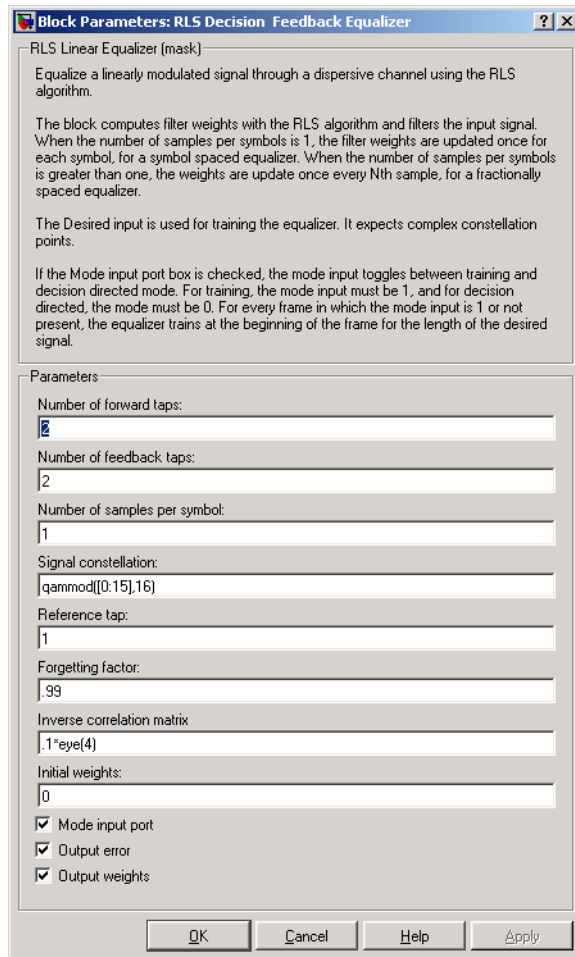 Block Parameters: RLS Decision Feedback Equalizer
RLS Linear Equalizer (mask)
Equalize a linearly modulated signal through a dispersive channel using the RLS
algorithm.
The block computes filter weights with the RLS algorithm and filters the input signal.
When the number of samples per symbols is 1, the filter weights are updated once for
each symbol, for a symbol spaced equalizer. When the number of samples per symbols
is greater than one, the weights are update once every Nth sample, for a fractionally
spaced equalizer.
The Desired input is used for training the equalizer. It expects complex constellation
points.
If the Mode input port box is checked, the mode input toggles between training and
decision directed mode. For training, the mode input must be 1, and for decision
directed, the mode must be 0. For every frame in which the mode input is 1 or not
present, the equalizer trains at the beginning of the frame for the length of the desired
signal.
Parameters
Number of forward taps:
2
Number of feedback taps:
2
Number of samples per symbol:
1
Signal constellation:
qammod([0:15],16)
Reference tap:
1
Forgetting factor:
.99
Inverse correlation matrix
.1*eye(4)
Initial weights:
0
Mode input port
Output error
Output weights
OK Cancel Help Apply